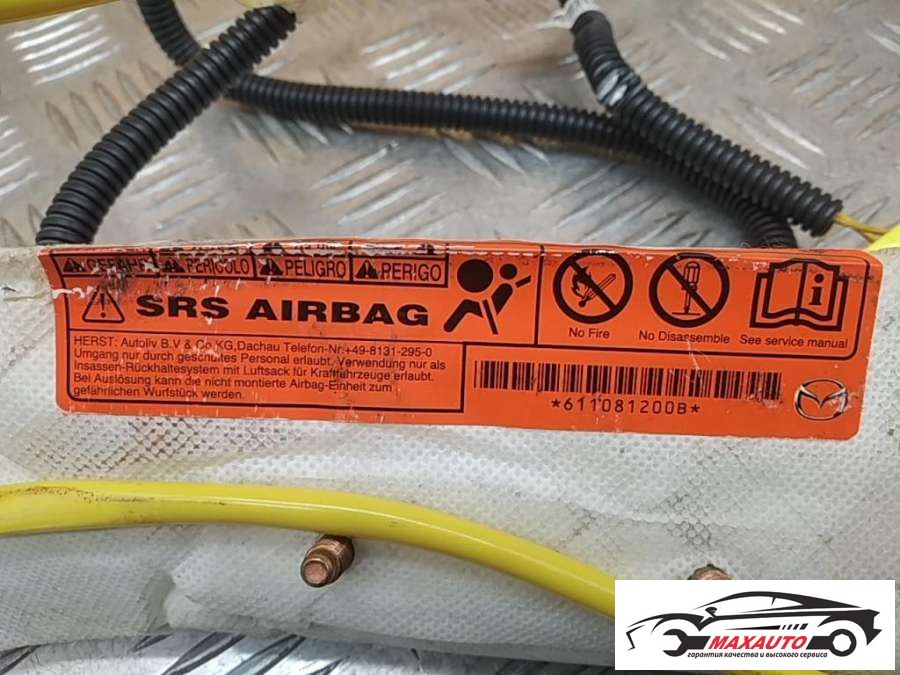 GEFAHR PERICOLO PELIGRO PERIGO
SRS AIRBAG
HERST: Autoliv B.V & Co.KG,Dachau Telefon-Nr:+49-8131-295-0
Umgang nur durch geschultes Personal erlaubt. Verwendung nur als
Insassen-Rückhaltesystem mit Luftsack für Kraftfahrzeuge erlaubt.
Bei Auslösung kann die nicht montierte Airbag-Einheit zum
gefährlichen Wurfstück werden.
No Fire
No Disassemble
See service manual
*611081200B*
MAXAUTO
гарантия качества и высокого сервиса